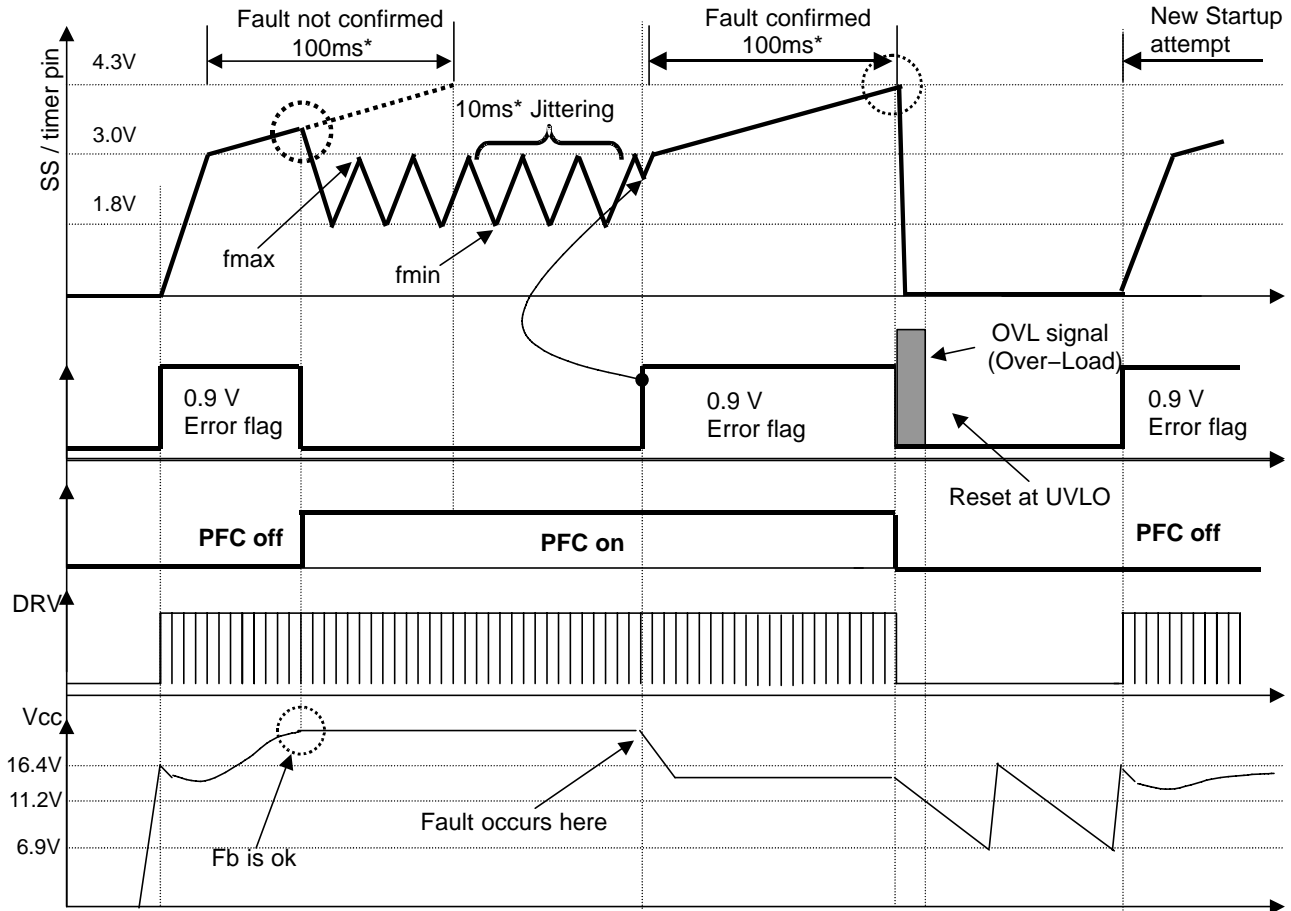 Fault not confirmed
100ms*
Fault confirmed
100ms*
New Startup
attempt
SS / timer pin
4.3V
3.0V
1.8V
10ms* Jittering
fmax
fmin
OVL signal
(Over–Load)
0.9 V
Error flag
0.9 V
Error flag
0.9 V
Error flag
Reset at UVLO
PFC off
PFC on
PFC off
DRV
Vcc
16.4V
11.2V
6.9V
Fault occurs here
Fb is ok